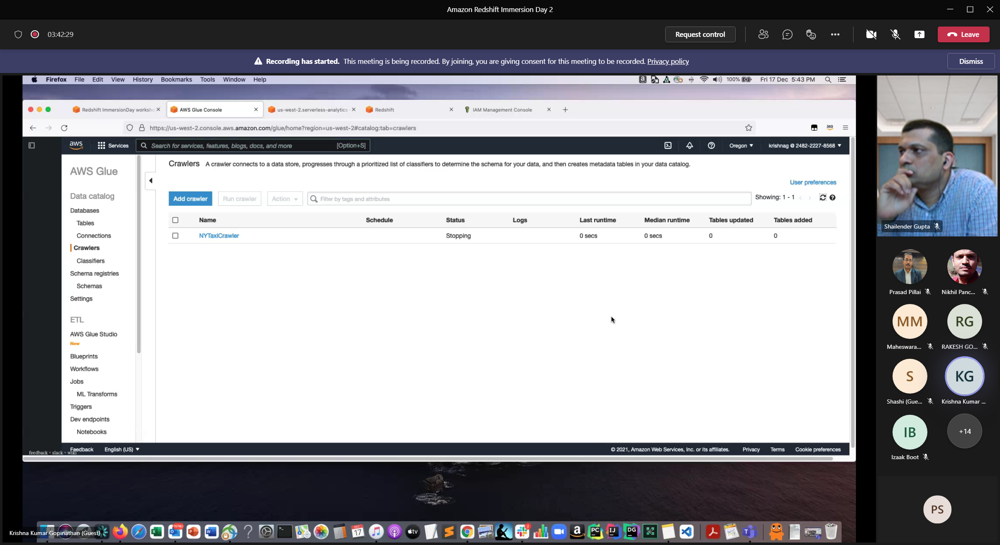 Amazon Redshift Immersion Day 2
03:42:29
Request control
Leave
Recording has started. This meeting is being recorded. By joining, you are giving consent for this meeting to be recorded. Privacy policy
Dismiss
Firefox File Edit View History Bookmarks Tools Window Help
100% Fri 17 Dec 5:43 PM
Redshift ImmersionDay worksho
AWS Glue Console
us-west-2.serverless-analytics
Redshift
IAM Management Console
https://us-west-2.console.aws.amazon.com/glue/home?region=us-west-2#catalog:tab=crawlers
aws
Services
Search for services, features, blogs, docs, and more [Option+S]
Oregon
krishnag @ 2482-2227-8568
AWS Glue
Data catalog
Databases
Tables
Connections
Crawlers
Classifiers
Schema registries
Schemas
Settings
ETL
AWS Glue Studio
New
Blueprints
Workflows
Jobs
ML Transforms
Triggers
Dev endpoints
Notebooks
Crawlers A crawler connects to a data store, progresses through a prioritized list of classifiers to determine the schema for your data, and then creates metadata tables in your data catalog.
User preferences
Add crawler Run crawler Action Filter by tags and attributes Showing: 1 - 1
Name Schedule Status Logs Last runtime Median runtime Tables updated Tables added
NYTaxiCrawler Stopping 0 secs 0 secs 0 0
feedback • slack • wiki
Feedback English (US)
© 2021, Amazon Web Services, Inc. or its affiliates. Privacy Terms Cookie preferences
Shailender Gupta
Prasad Pillai
Nikhil Panc...
MM
RG
Maheswara...
RAKESH GO...
S
KG
Shashi (Gue...
Krishna Kumar ...
IB
+14
Izaak Boot
PS
Krishna Kumar Gopinathan (Guest)
15740
DEC
17
tv
2
PC
IJ
DG